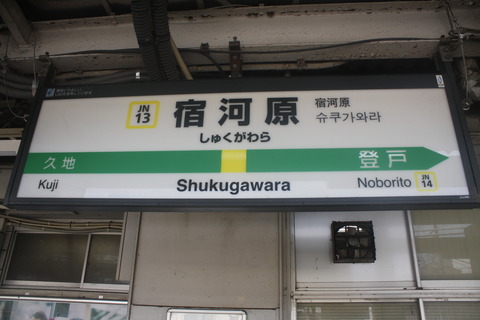 JN
13
宿河原
宿河原
슈쿠가와라
しゅくがわら
久地
登戸
Kuji
Shukugawara
Noborito
JN
14